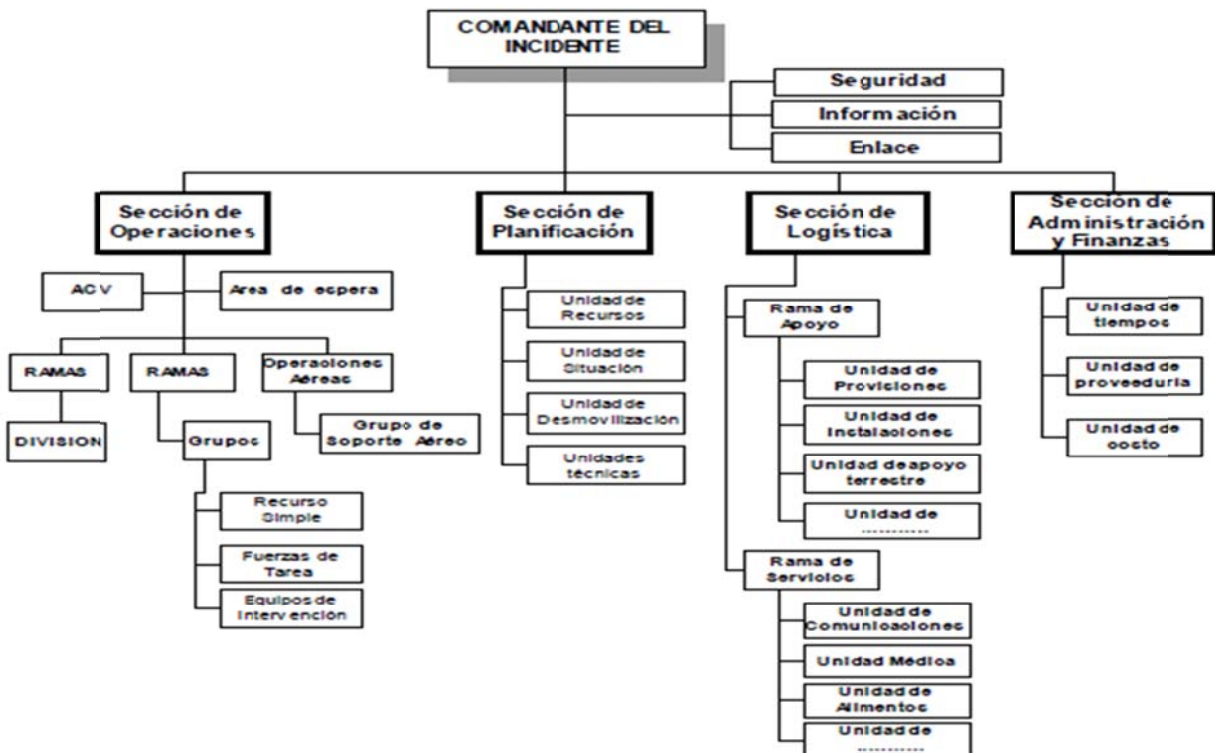 COMANDANTE DEL
INCIDENTE
Seguridad
Información
Enlace
Sección de
Operaciones
Sección de
Planificación
Sección de
Logística
Sección de
Administración
y Finanzas
ACV
Area de espera
RAMAS
RAMAS
Operaciones
Aéreas
DIVISION
Grupos
Grupo de
Soporte Aéreo
Recurso
Simple
Fuerzas de
Tarea
Equipos de
Intervención
Unidad de
Recursos
Unidad de
Situación
Unidad de
Desmovilización
Unidades
técnicas
Rama de
Apoyo
Unidad de
Provisiones
Unidad de
Instalaciones
Unidad de apoyo
terrestre
Unidad de
...........
Rama de
Servicios
Unidad de
Comunicaciones
Unidad Médica
Unidad de
Alimentos
Unidad de
...........
Unidad de
tiempos
Unidad de
proveeduria
Unidad de
costo